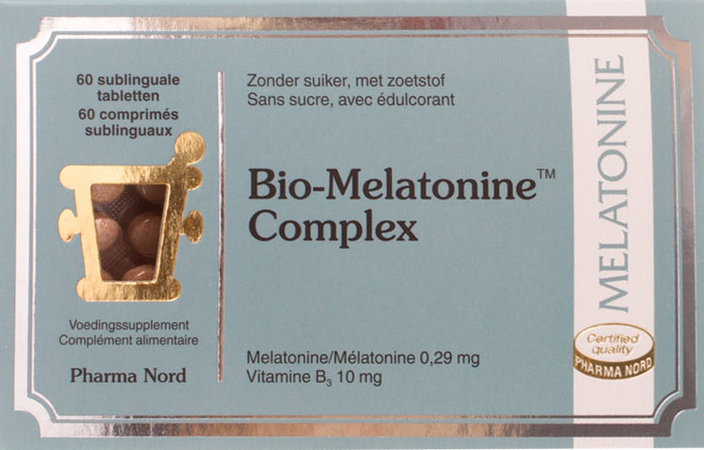 60 sublinguale
tabletten
60 comprimés
sublinguaux
Zonder suiker, met zoetstof
Sans sucre, avec édulcorant
Bio-Melatonine™
Complex
Voedingssupplement
Complément alimentaire
Pharma Nord
Melatonine/Mélatonine 0,29 mg
Vitamine B₃ 10 mg
MELATONINE
Certified
quality
PHARMA NORD